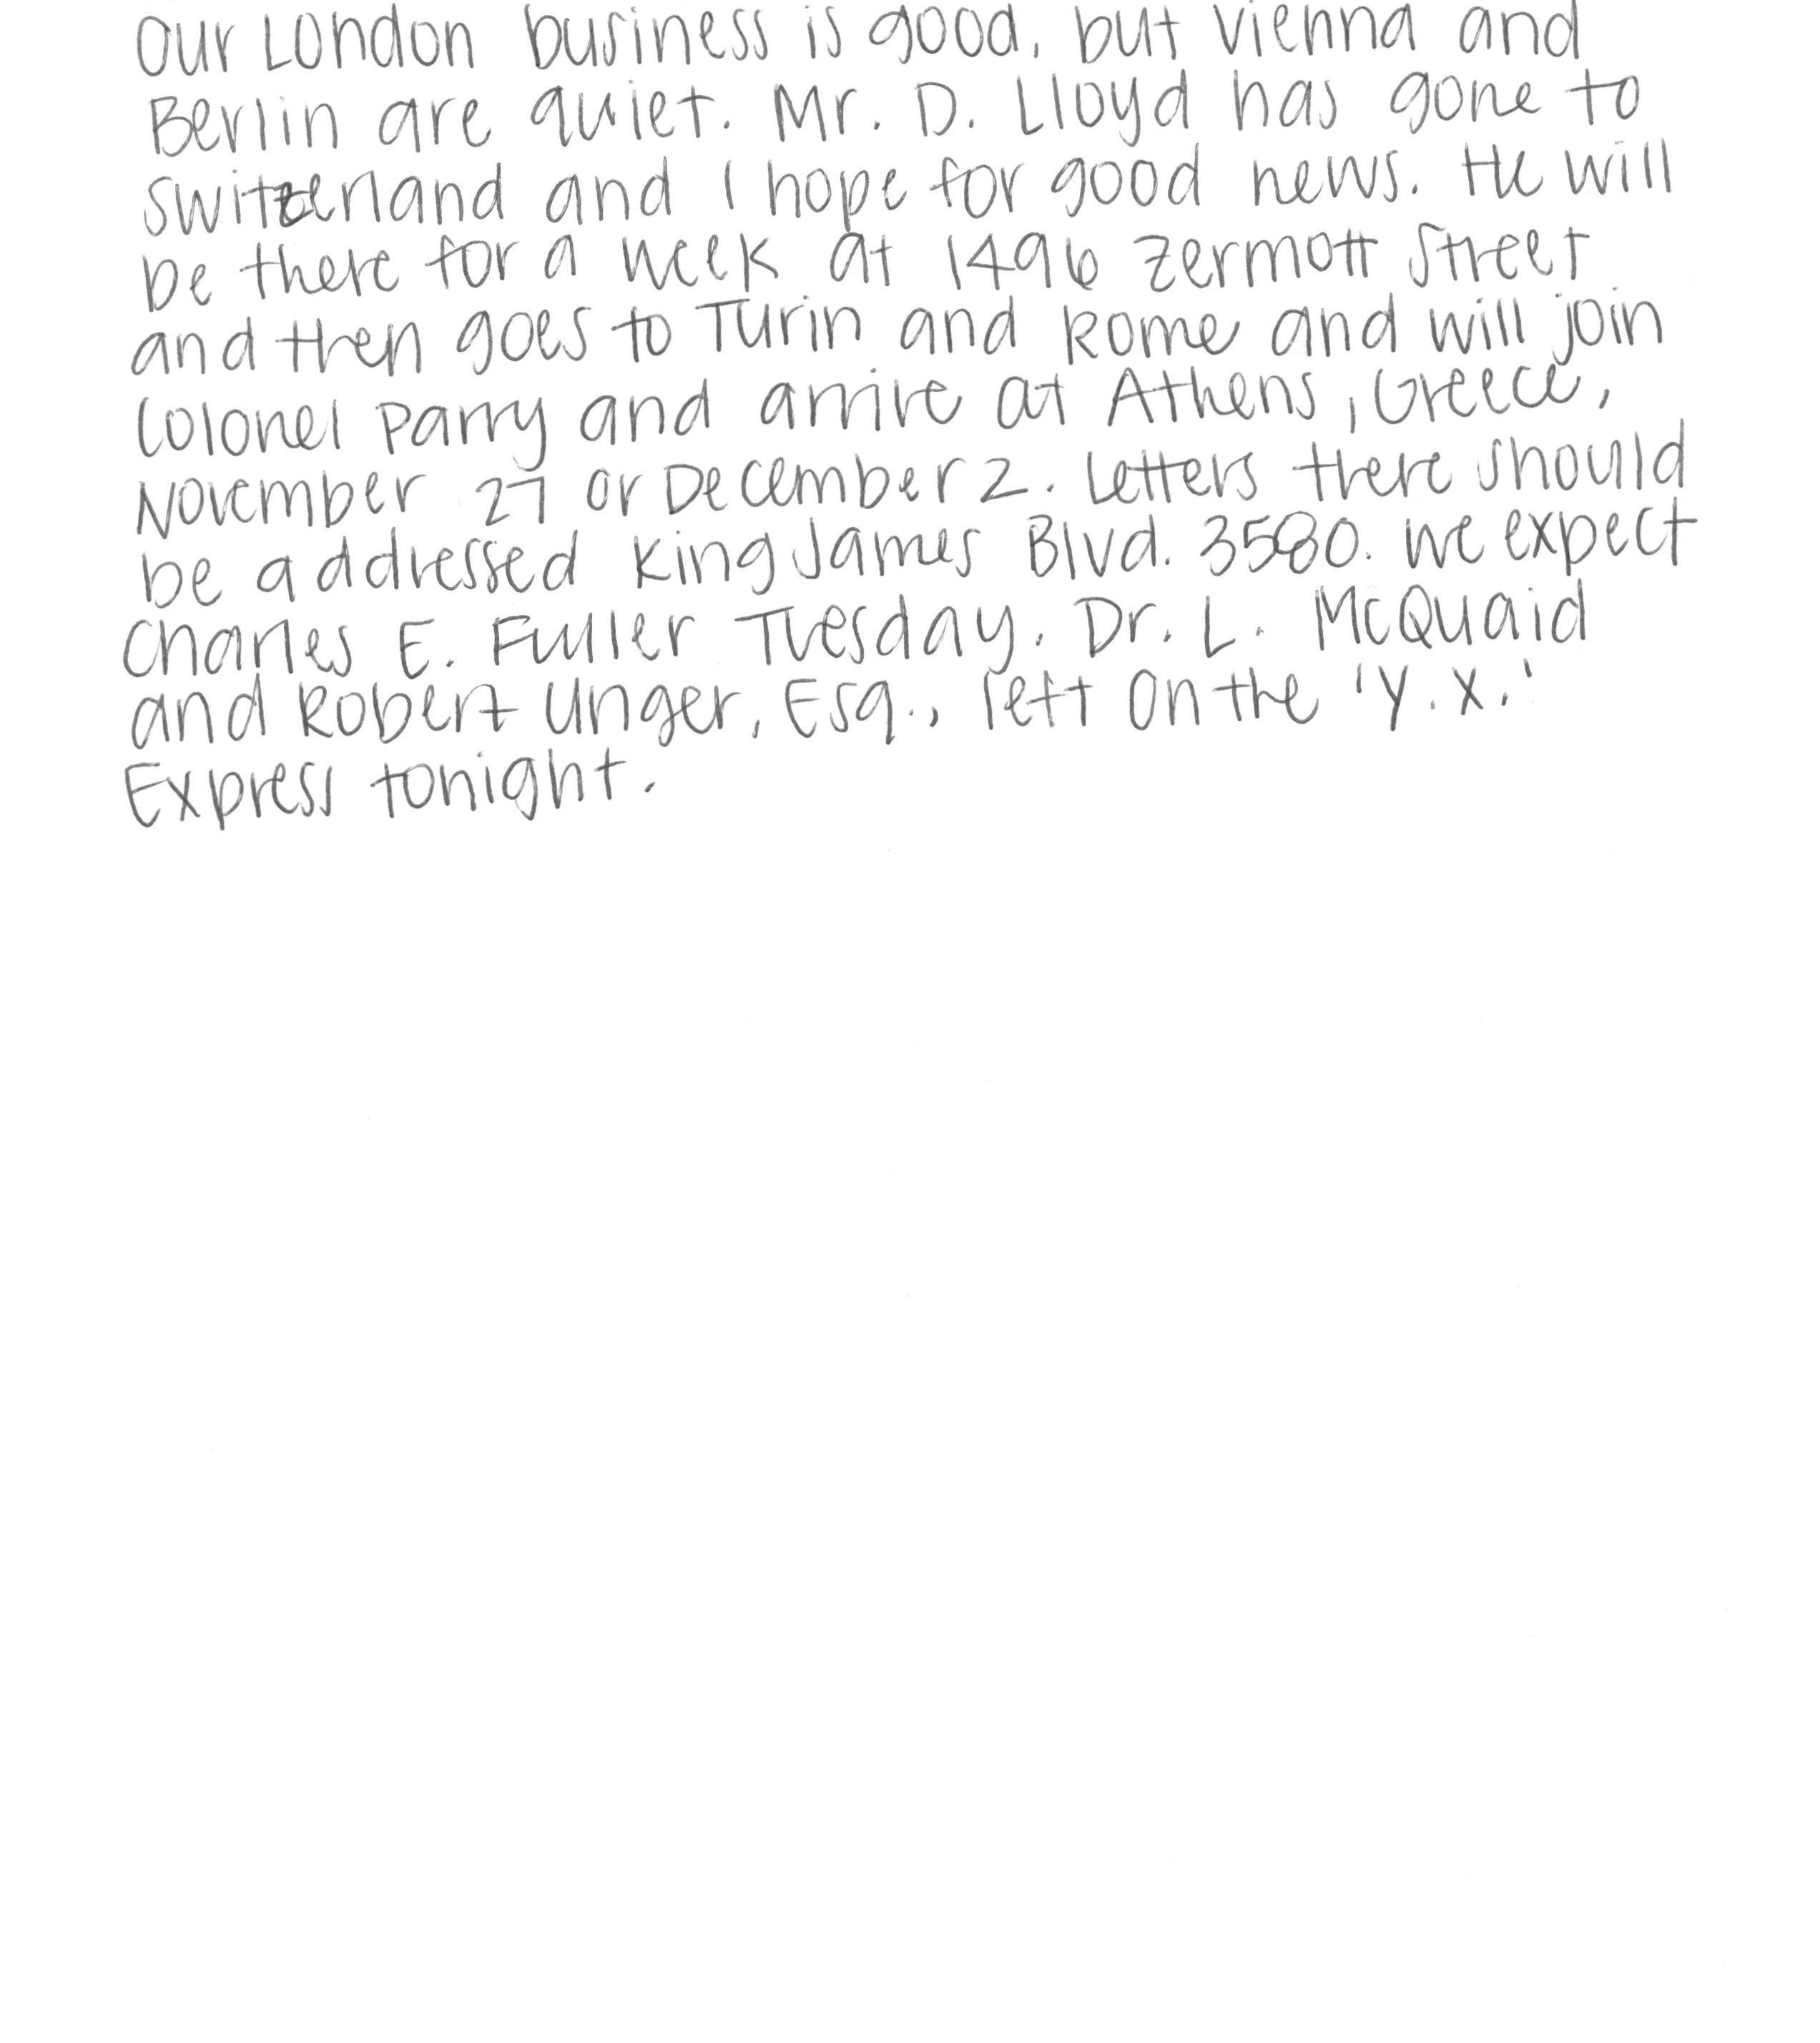 Our London business is good, but Vienna and
Berlin are quiet. Mr. D. Lloyd has gone to
Switzerland and I hope for good news. He will
be there for a week at 1496 Zermott Street
and then goes to Turin and Rome and will join
Colonel Parry and arrive at Athens, Greece,
November 27 or December 2. Letters there should
be addressed King James Blvd. 3580. We expect
Charles E. Fuller Tuesday. Dr. L. McQuaid
and Robert Unger, Esq., left on the 'Y.X.'
Express tonight.